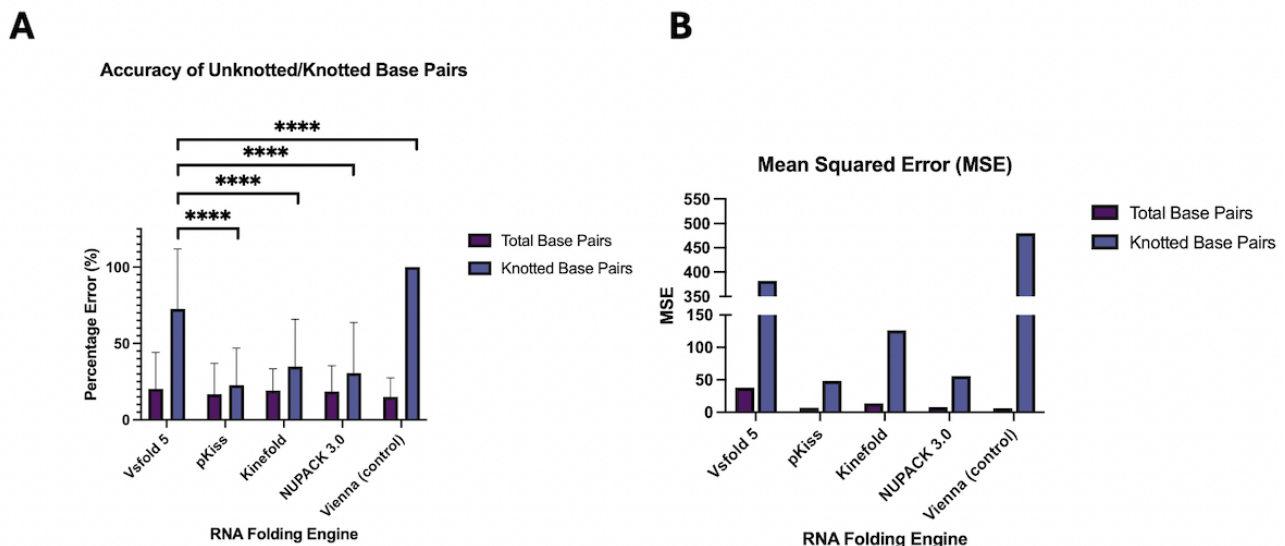 A
Accuracy of Unknotted/Knotted Base Pairs
****
****
****
****
Percentage Error (%)
100
50
0
Vsfold 5
pKiss
Kinefold
NUPACK 3.0
Vienna (control)
RNA Folding Engine
Total Base Pairs
Knotted Base Pairs
B
Mean Squared Error (MSE)
MSE
550
500
450
400
350
150
100
50
0
Vsfold 5
pKiss
Kinefold
NUPACK 3.0
Vienna (control)
RNA Folding Engine
Total Base Pairs
Knotted Base Pairs